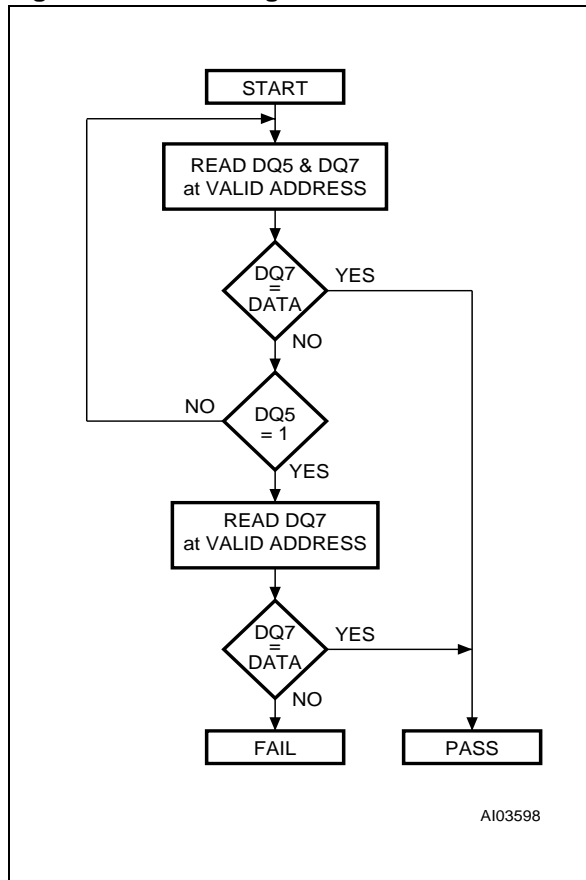 START
READ DQ5 & DQ7
at VALID ADDRESS
DQ7
=
DATA
YES
NO
DQ5
= 1
NO
YES
READ DQ7
at VALID ADDRESS
DQ7
=
DATA
YES
NO
FAIL
PASS
AI03598